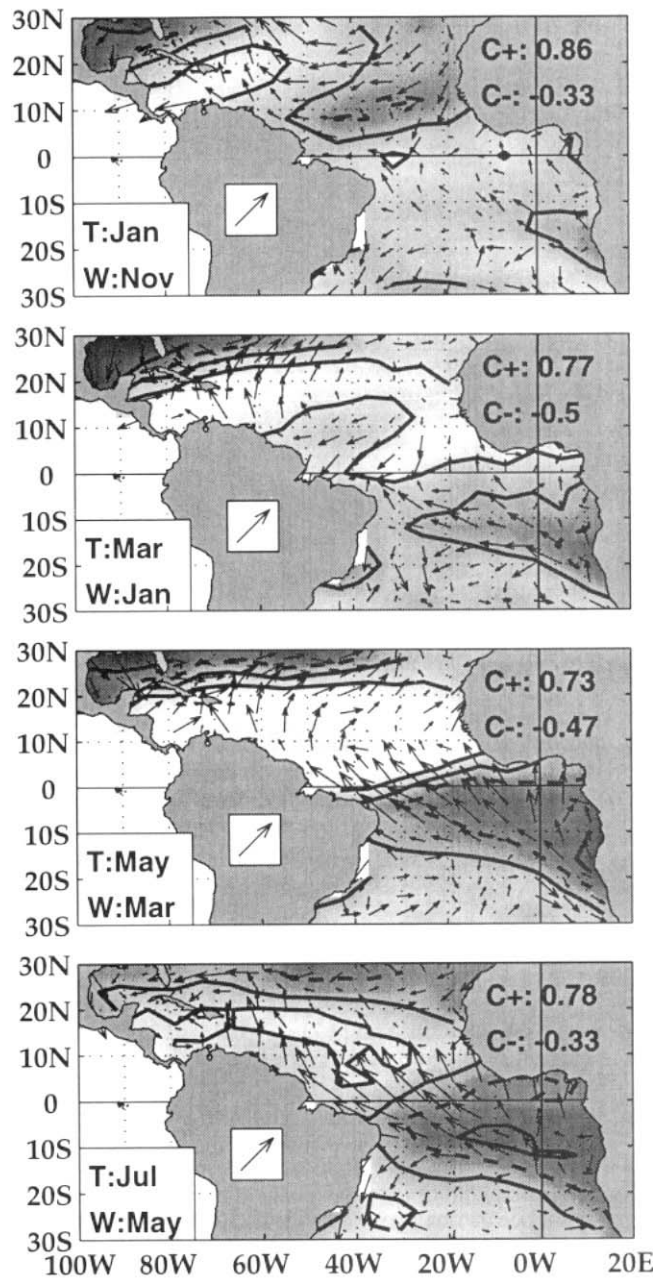 30N
20N
10N
0
10S
20S
30S
C+: 0.86
C-: -0.33
T:Jan
W:Nov
30N
20N
10N
0
10S
20S
30S
C+: 0.77
C-: -0.5
T:Mar
W:Jan
30N
20N
10N
0
10S
20S
30S
C+: 0.73
C-: -0.47
T:May
W:Mar
30N
20N
10N
0
10S
20S
30S
C+: 0.78
C-: -0.33
T:Jul
W:May
100W 80W 60W 40W 20W 0W 20E